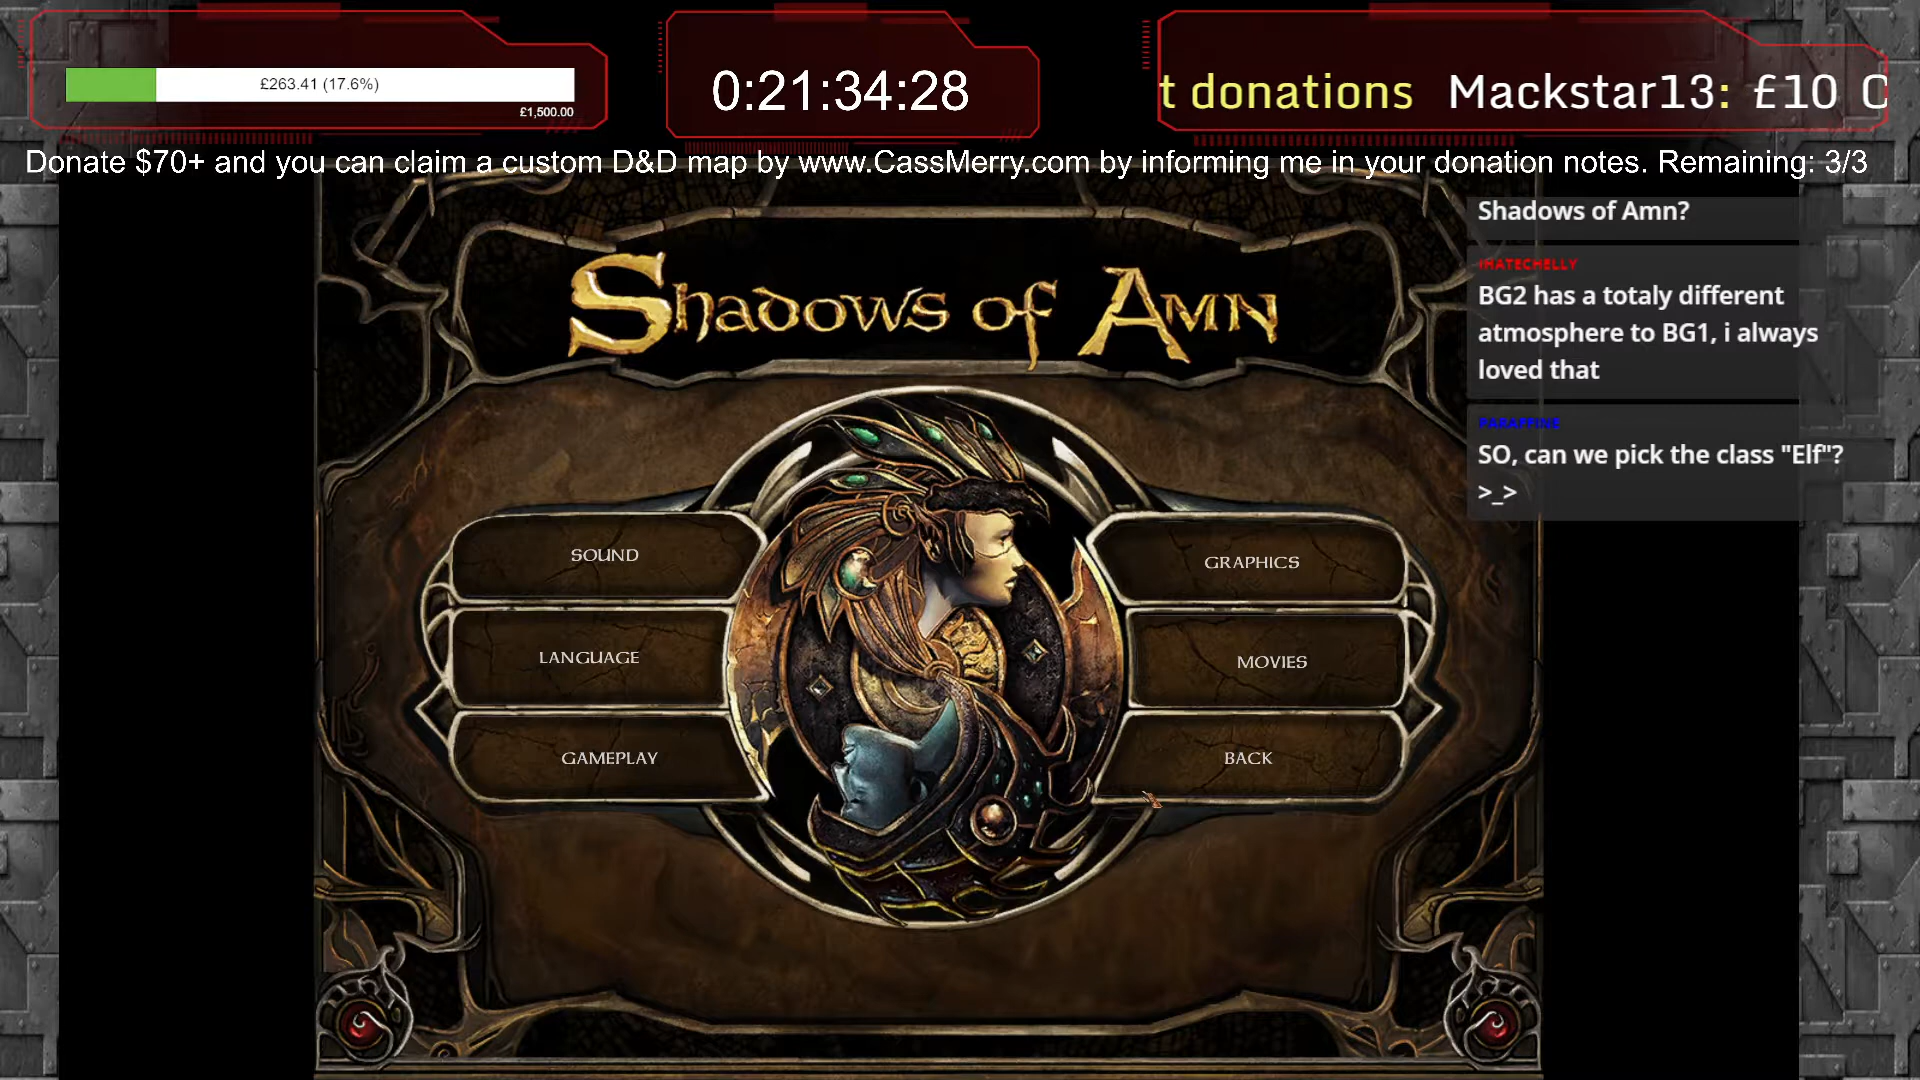 £263.41 (17.6%)
£1,500.00
0:21:34:28
t donations Mackstar13: £10
Donate $70+ and you can claim a custom D&D map by www.CassMerry.com by informing me in your donation notes. Remaining: 3/3
Shadows of Amn
SOUND
LANGUAGE
GAMEPLAY
GRAPHICS
MOVIES
BACK
Shadows of Amn?
IHATECHELLY
BG2 has a totaly different
atmosphere to BG1, i always
loved that
SO, can we pick the class "Elf"?
>_>